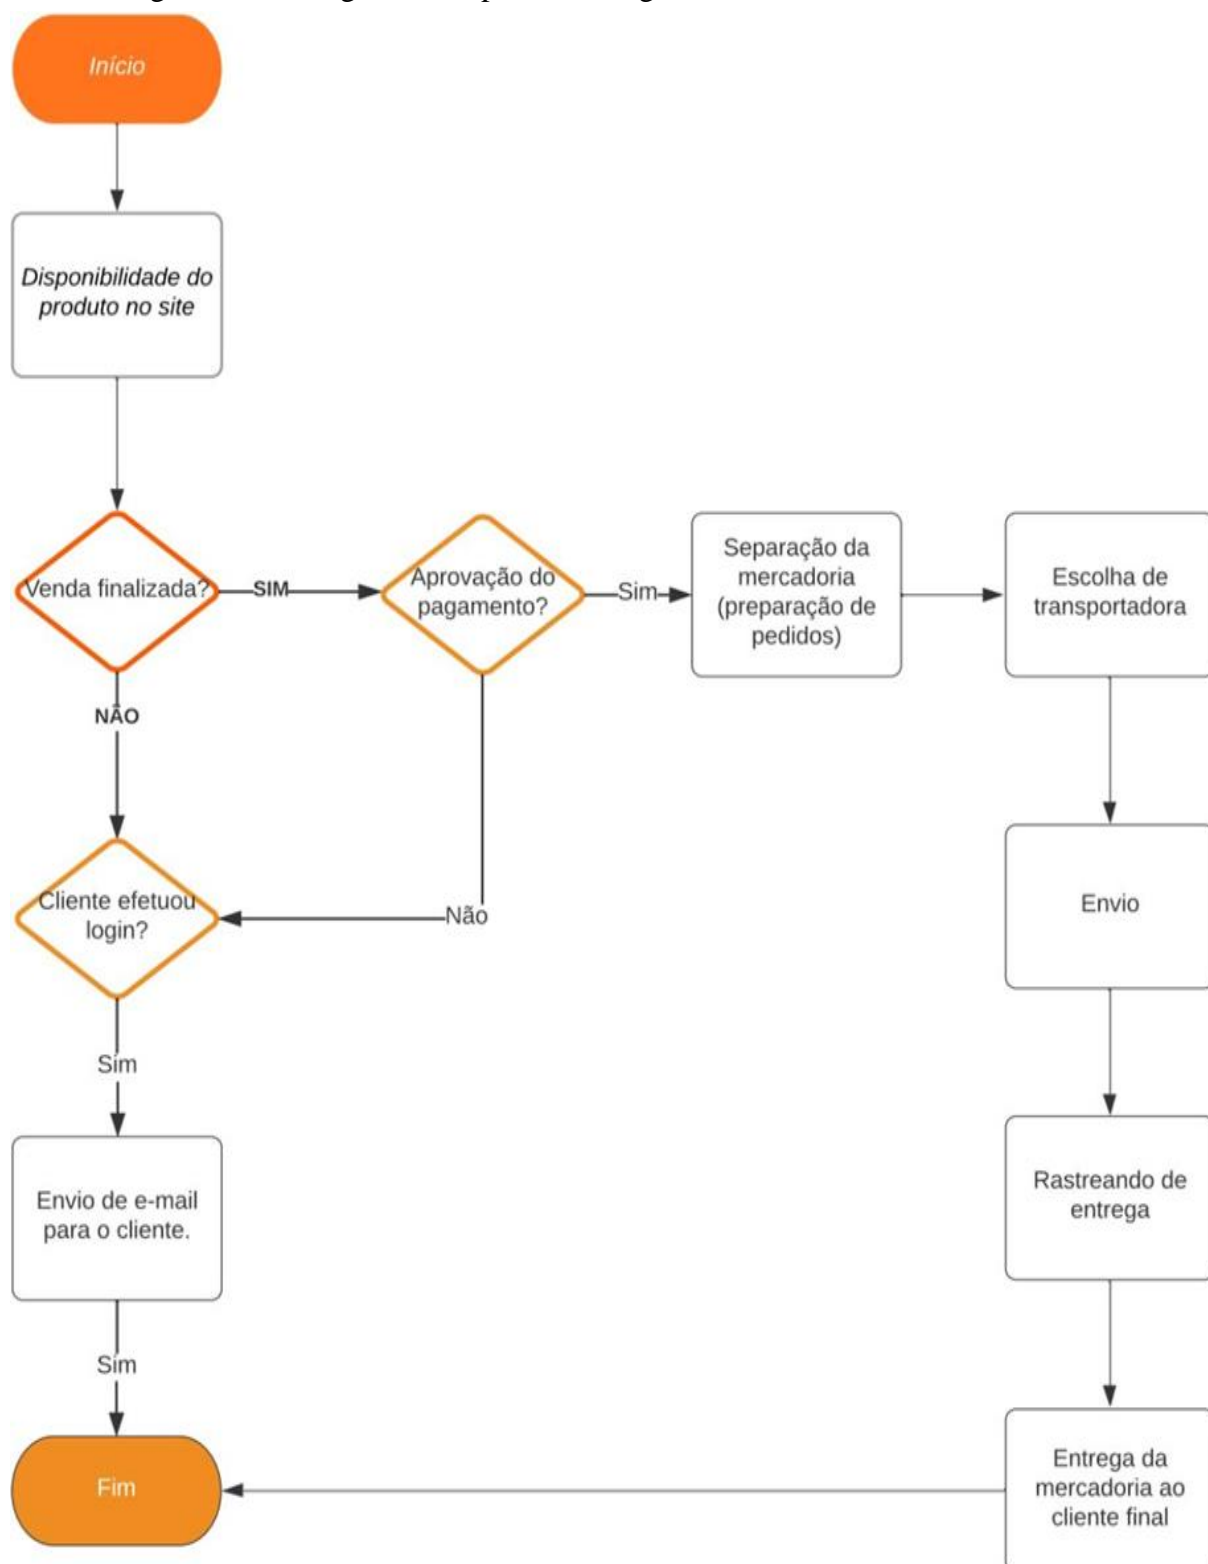 Início
Disponibilidade do
produto no site
Venda finalizada?
SIM
Aprovação do
pagamento?
Sim
Separação da
mercadoria
(preparação de
pedidos)
Escolha de
transportadora
NÃO
Cliente efetuou
login?
Não
Envio
Sim
Envio de e-mail
para o cliente.
Rastreando de
entrega
Sim
Fim
Entrega da
mercadoria ao
cliente final